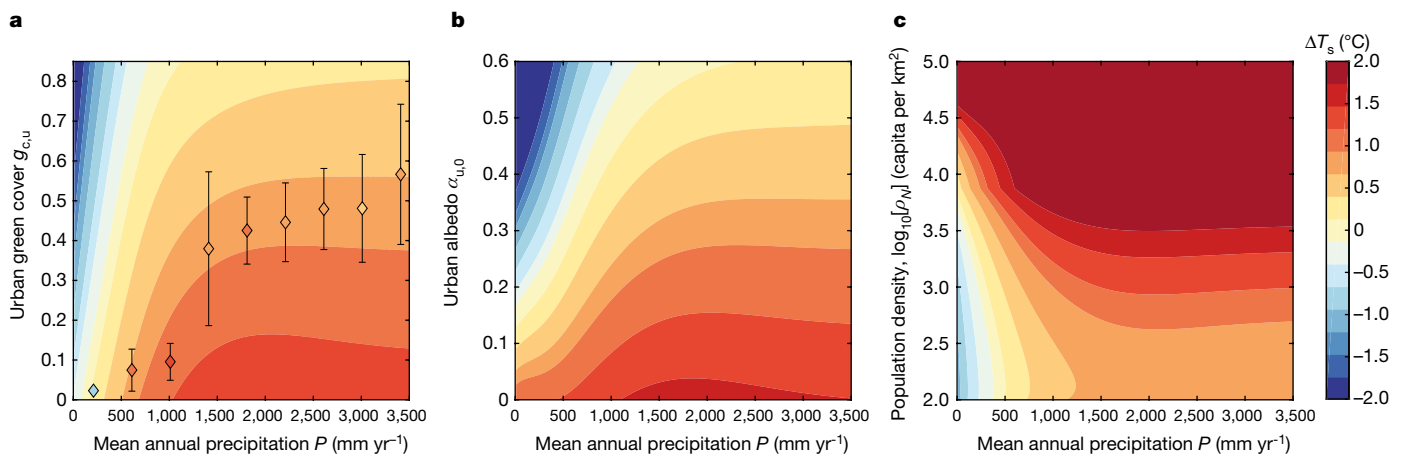 a
Urban green cover g_c,u
0.8
0.7
0.6
0.5
0.4
0.3
0.2
0.1
0
0 500 1,000 1,500 2,000 2,500 3,000 3,500
Mean annual precipitation P (mm yr⁻¹)
b
Urban albedo α_u,0
0.6
0.5
0.4
0.3
0.2
0.1
0
0 500 1,000 1,500 2,000 2,500 3,000 3,500
Mean annual precipitation P (mm yr⁻¹)
c
Population density, log₁₀[ρ_N] (capita per km²)
5.0
4.5
4.0
3.5
3.0
2.5
2.0
0 500 1,000 1,500 2,000 2,500 3,000 3,500
Mean annual precipitation P (mm yr⁻¹)
ΔTₛ (°C)
2.0
1.5
1.0
0.5
0
−0.5
−1.0
−1.5
−2.0